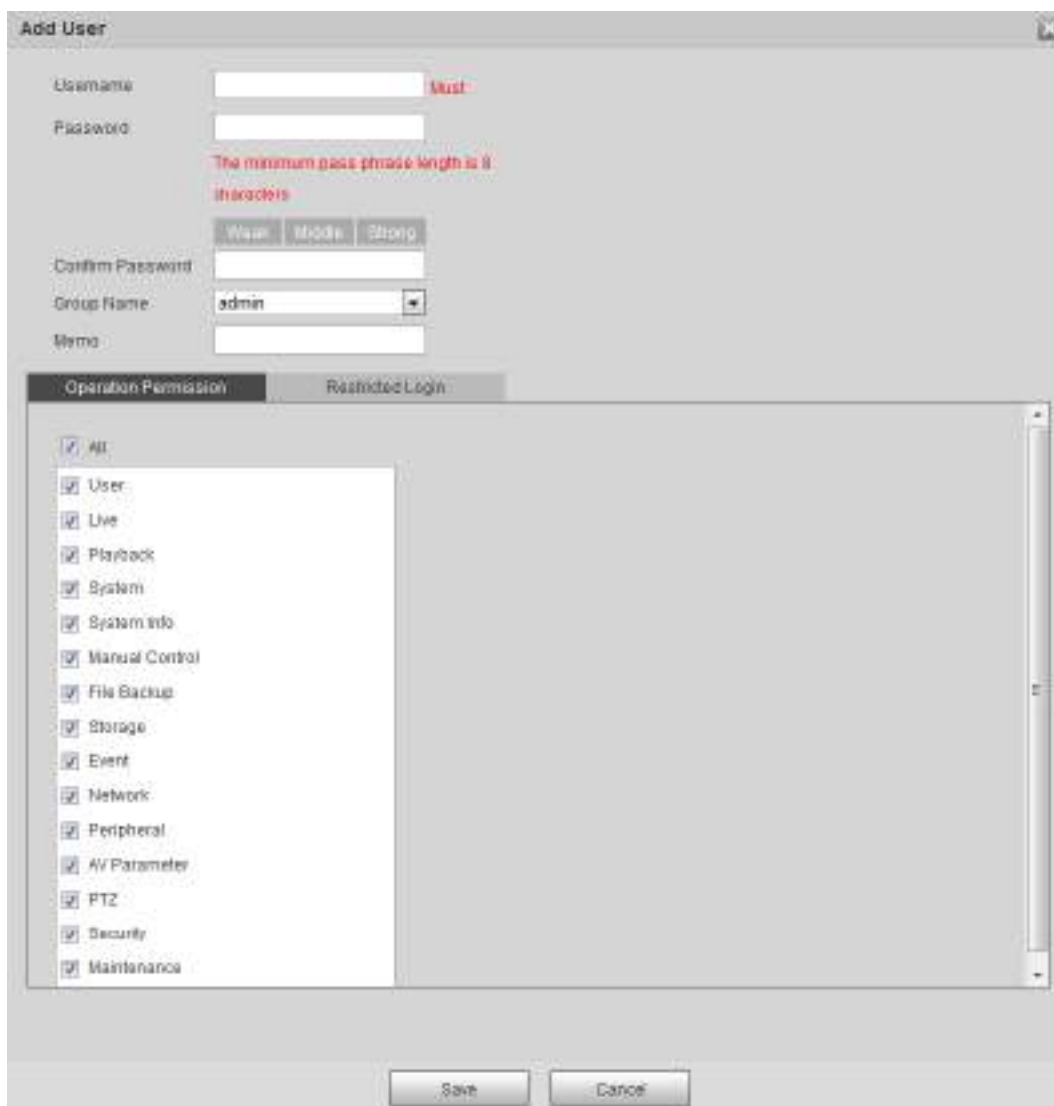 Add User
Username Must
Password
The minimum pass phrase length is 8
characters
Weak Middle Strong
Confirm Password
Group Name admin
Memo
Operation Permission Restricted Login
All
User
Live
Playback
System
System Info
Manual Control
File Backup
Storage
Event
Network
Peripheral
AV Parameter
PTZ
Security
Maintenance
Save Cancel